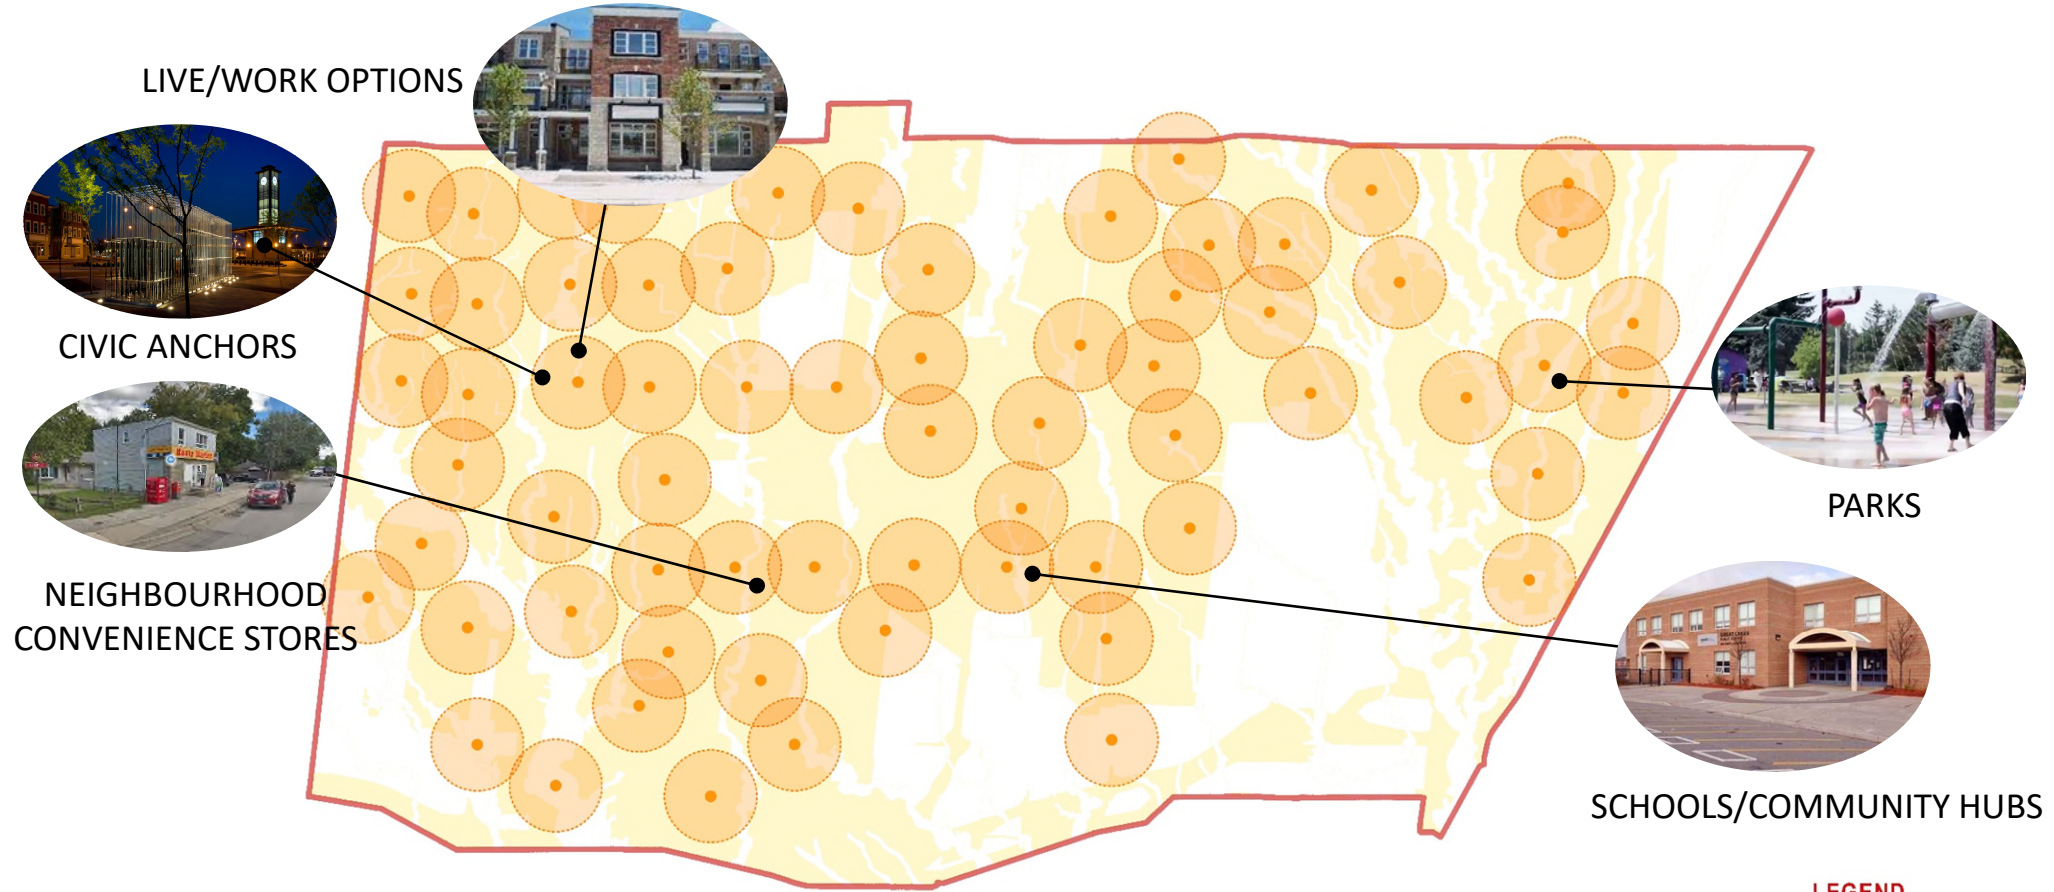 LIVE/WORK OPTIONS
CIVIC ANCHORS
NEIGHBOURHOOD
CONVENIENCE STORES
PARKS
SCHOOLS/COMMUNITY HUBS
LEGEND